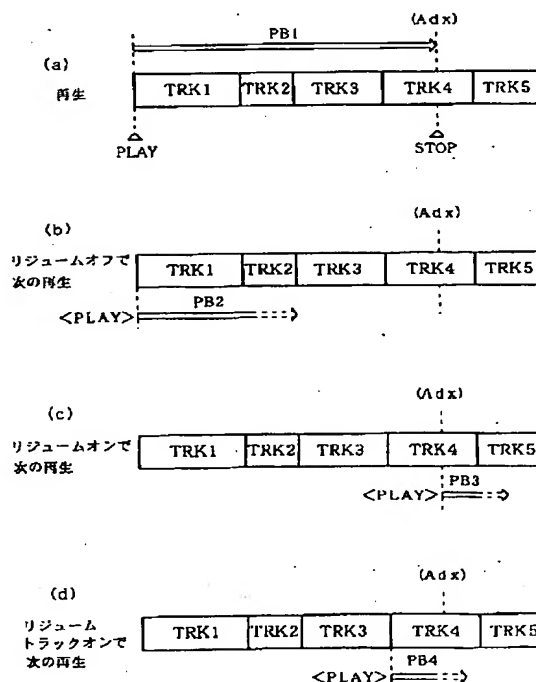 (Adx)
PB1
(a)
再生
TRK1 TRK2 TRK3 TRK4 TRK5
PLAY STOP
(Adx)
(b)
リジュームオフで
次の再生
TRK1 TRK2 TRK3 TRK4 TRK5
<PLAY> PB2
(Adx)
(c)
リジュームオンで
次の再生
TRK1 TRK2 TRK3 TRK4 TRK5
<PLAY> PB3
(Adx)
(d)
リジューム
トラックオンで
次の再生
TRK1 TRK2 TRK3 TRK4 TRK5
<PLAY> PB4